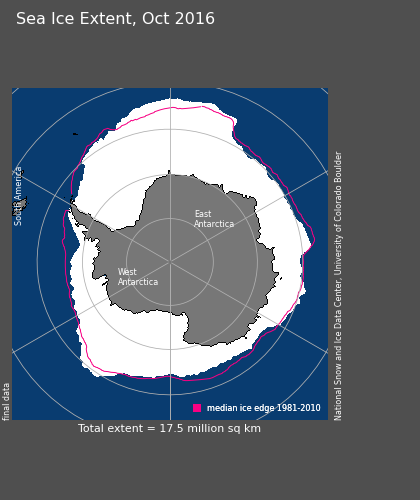 Sea Ice Extent, Oct 2016
South America
East
Antarctica
West
Antarctica
National Snow and Ice Data Center, University of Colorado Boulder
final data
median ice edge 1981-2010
Total extent = 17.5 million sq km